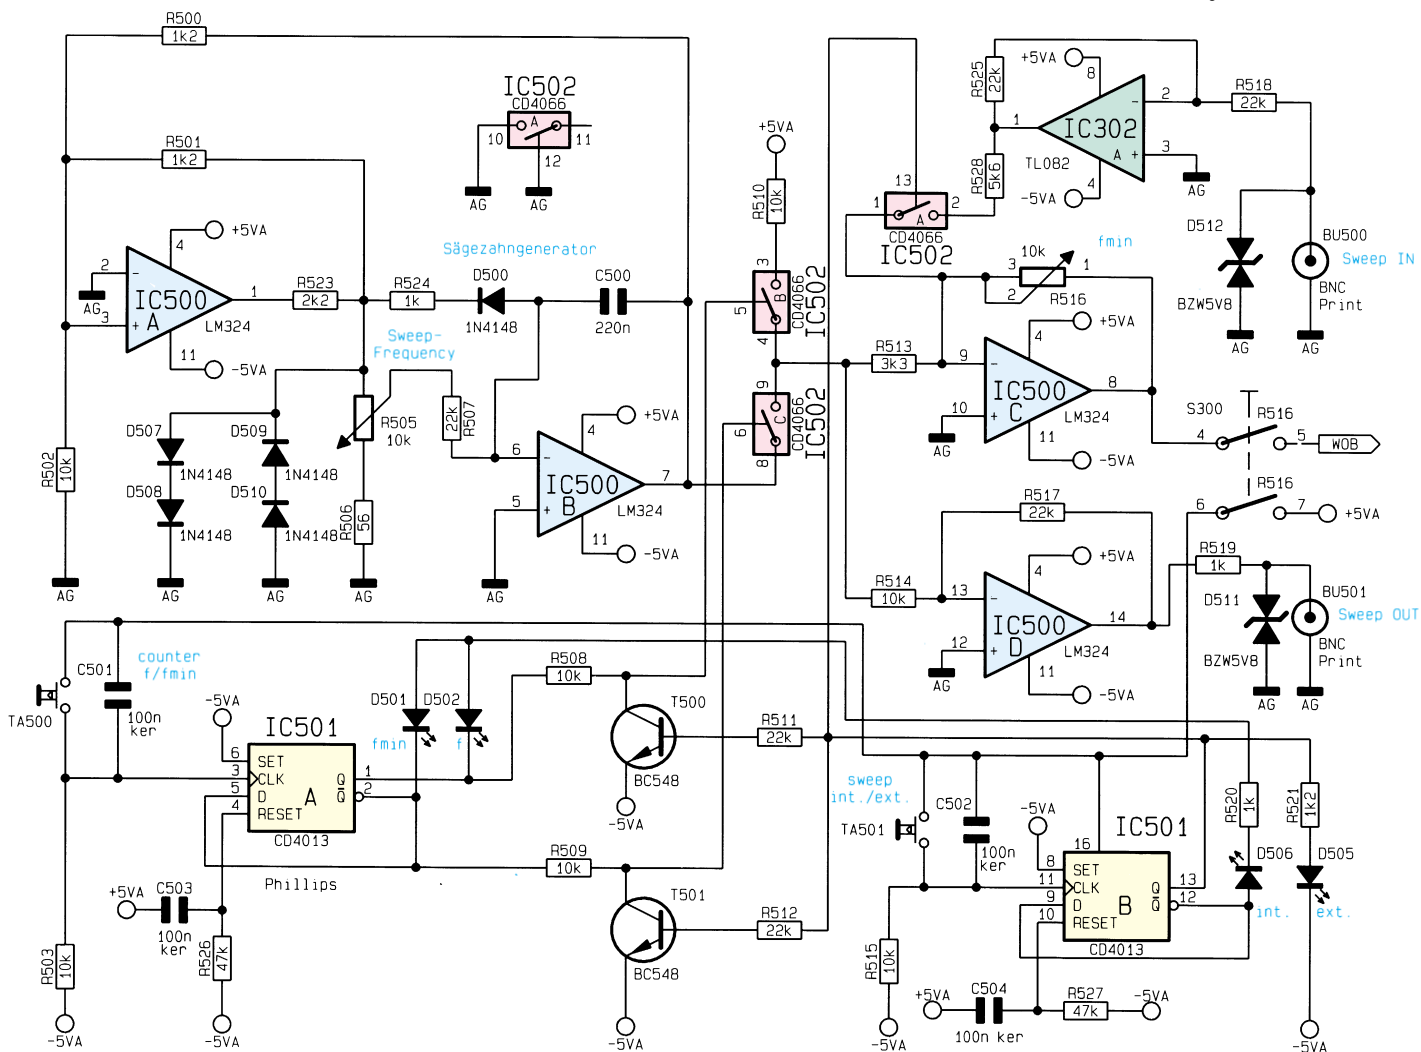 R500
1k2
R501
1k2
IC502
CD4066
A
10
11
12
AG
AG
+5VA
4
2
AG
3
−
+
IC500
A
LM324
1
11
-5VA
R523
2k2
R524
1k
Sägezahngenerator
D500
1N4148
C500
220n
Sweep-
Frequency
R505
10k
22k
R507
D507
1N4148
D508
1N4148
D509
1N4148
D510
1N4148
R502
10k
R506
56
AG
AG
AG
AG
AG
6
5
−
+
IC500
B
LM324
4
+5VA
7
11
-5VA
+5VA
R510
10k
3
B
5
4
CD4066
IC502
9
C
6
8
CD4066
IC502
R525
22k
+5VA
8
2
−
IC302
A +
3
1
TL082
4
-5VA
AG
R528
5k6
R518
22k
13
1
2
A
CD4066
IC502
10k
fmin
3
1
2
R516
D512
BZW5V8
BU500
Sweep IN
BNC
Print
AG
AG
R513
3k3
9
10
−
+
IC500
C
LM324
4
+5VA
8
11
-5VA
AG
S300
R516
4
5
WOB
R516
6
7
+5VA
R517
22k
R514
10k
13
12
−
+
IC500
D
LM324
4
+5VA
14
11
-5VA
AG
R519
1k
D511
BZW5V8
BU501
Sweep OUT
BNC
Print
AG
AG
C501
100n
ker
counter
f/fmin
TA500
-5VA
IC501
6
3
5
4
SET
CLK
D
RESET
A
Q
Q
1
2
CD4013
Phillips
D501
D502
fmin
f
R508
10k
T500
BC548
-5VA
R511
22k
R509
10k
T501
BC548
-5VA
R512
22k
+5VA
C503
100n
ker
R526
47k
-5VA
R503
10k
-5VA
sweep
int./ext.
TA501
C502
100n
ker
-5VA
IC501
16
8
11
9
10
SET
CLK
D
RESET
B
Q
Q
13
12
CD4013
R520
1k
R521
1k2
D506
D505
int.
ext.
R515
10k
-5VA
+5VA
C504
100n ker
R527
47k
-5VA
-5VA